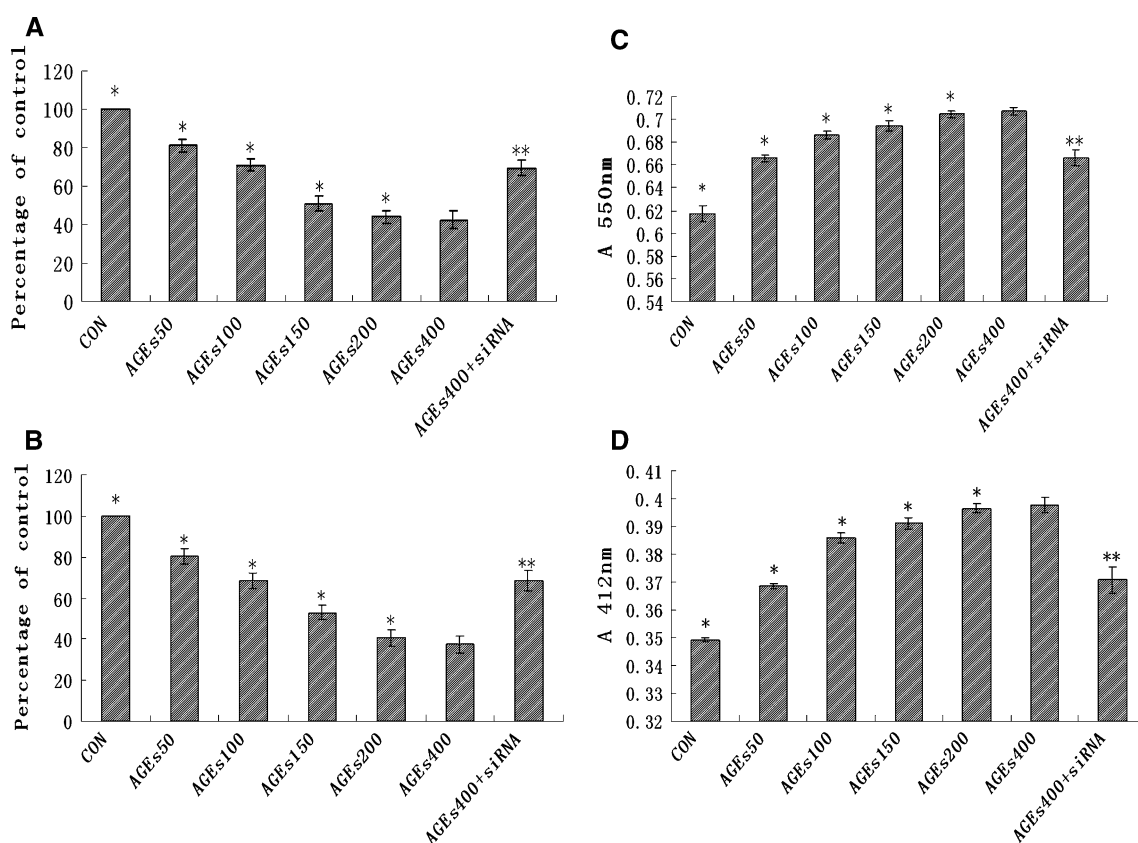 A
Percentage of control
120
100
80
60
40
20
0
* * * * * * **
CON AGEs50 AGEs100 AGEs150 AGEs200 AGEs400 AGEs400+siRNA
C
A 550nm
0.72
0.7
0.68
0.66
0.64
0.62
0.6
0.58
0.56
0.54
* * * * * **
CON AGEs50 AGEs100 AGEs150 AGEs200 AGEs400 AGEs400+siRNA
B
Percentage of control
120
100
80
60
40
20
0
* * * * * **
CON AGEs50 AGEs100 AGEs150 AGEs200 AGEs400 AGEs400+siRNA
D
A 412nm
0.41
0.4
0.39
0.38
0.37
0.36
0.35
0.34
0.33
0.32
* * * * * **
CON AGEs50 AGEs100 AGEs150 AGEs200 AGEs400 AGEs400+siRNA